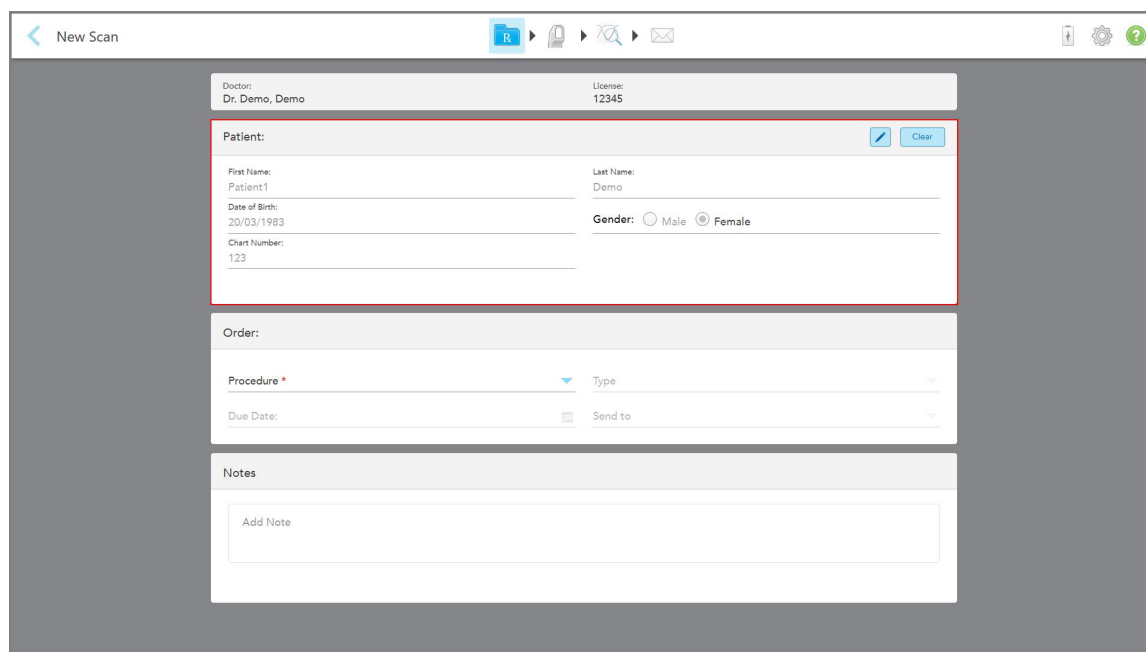 New Scan
R
?
Doctor:
Dr. Demo, Demo
License:
12345
Patient:
Clear
First Name:
Patient1
Last Name:
Demo
Date of Birth:
20/03/1983
Gender: Male Female
Chart Number:
123
Order:
Procedure *
Type
Due Date:
Send to
Notes
Add Note